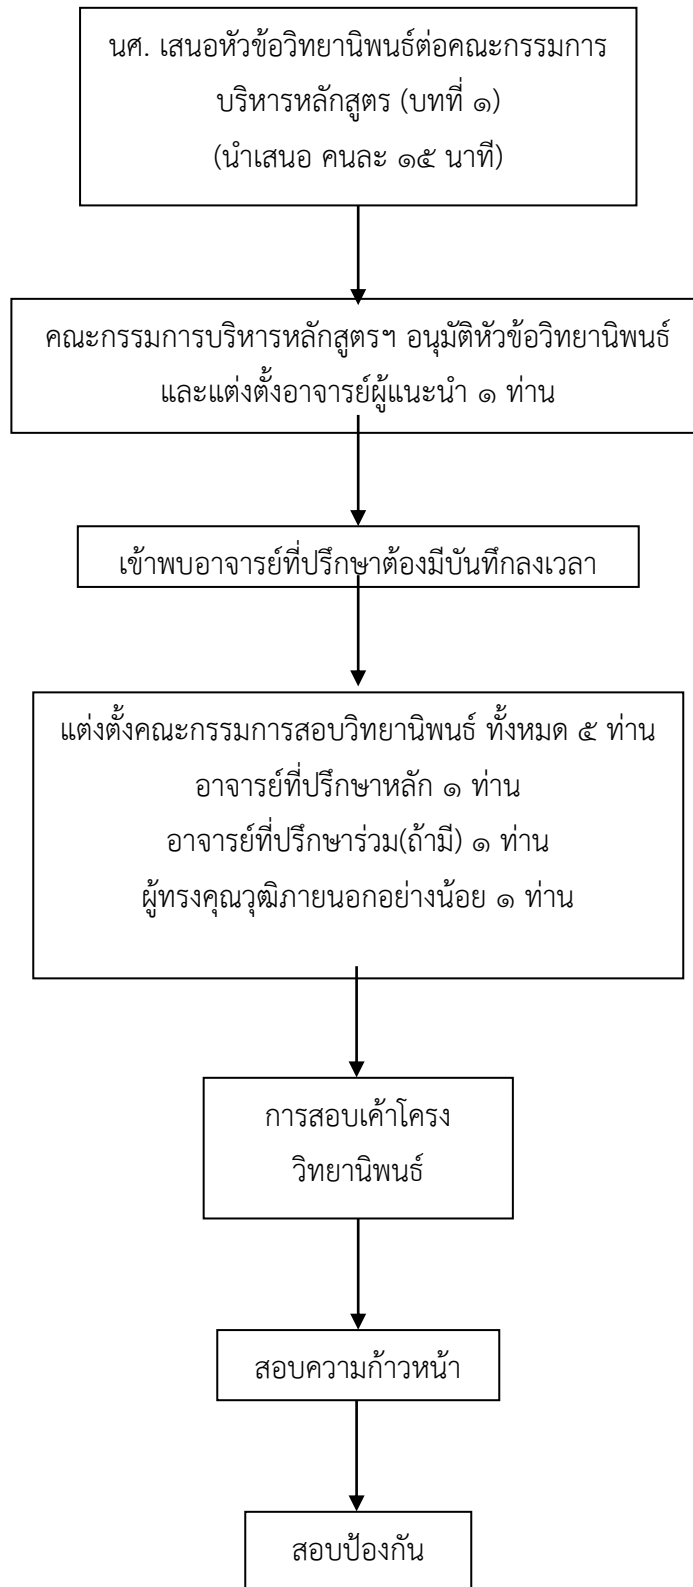 นศ. เสนอหัวข้อวิทยานิพนธ์ต่อคณะกรรมการ
บริหารหลักสูตร (บทที่ ๑)
(นำเสนอ คนละ ๑๕ นาที)
คณะกรรมการบริหารหลักสูตรฯ อนุมัติหัวข้อวิทยานิพนธ์
และแต่งตั้งอาจารย์ผู้แนะนำ ๑ ท่าน
เข้าพบอาจารย์ที่ปรึกษาต้องมีบันทึกลงเวลา
แต่งตั้งคณะกรรมการสอบวิทยานิพนธ์ ทั้งหมด ๕ ท่าน
อาจารย์ที่ปรึกษาหลัก ๑ ท่าน
อาจารย์ที่ปรึกษาร่วม(ถ้ามี) ๑ ท่าน
ผู้ทรงคุณวุฒิภายนอกอย่างน้อย ๑ ท่าน
การสอบเค้าโครง
วิทยานิพนธ์
สอบความก้าวหน้า
สอบป้องกัน